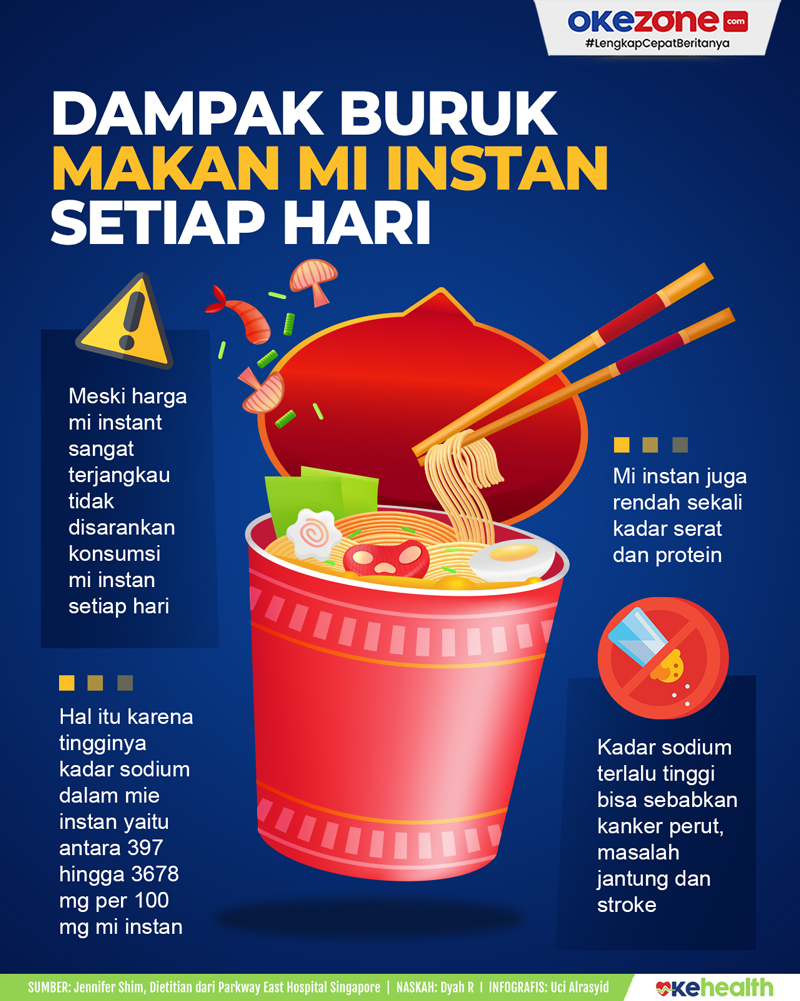 okezone.com
#LengkapCepatBeritanya
DAMPAK BURUK
MAKAN MI INSTAN
SETIAP HARI
Meski harga
mi instant
sangat
terjangkau
tidak
disarankan
konsumsi
mi instan
setiap hari
Hal itu karena
tingginya
kadar sodium
dalam mie
instan yaitu
antara 397
hingga 3678
mg per 100
mg mi instan
Mi instan juga
rendah sekali
kadar serat
dan protein
Kadar sodium
terlalu tinggi
bisa sebabkan
kanker perut,
masalah
jantung dan
stroke
SUMBER: Jennifer Shim, Dietitian dari Parkway East Hospital Singapore | NASKAH: Dyah R I INFOGRAFIS: Uci Alrasyid
okehealth